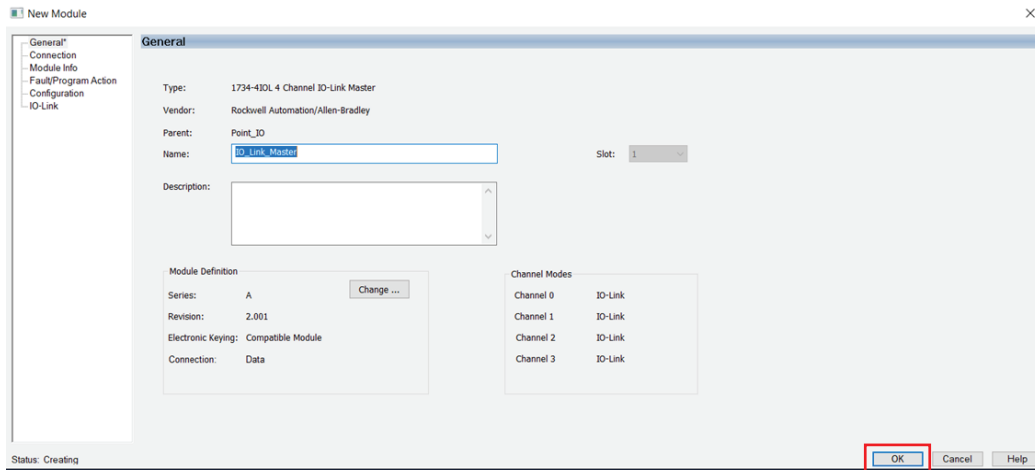 New Module
General*
Connection
Module Info
Fault/Program Action
Configuration
IO-Link
General
Type: 1734-4IOL 4 Channel IO-Link Master
Vendor: Rockwell Automation/Allen-Bradley
Parent: Point_IO
Name: IO_Link_Master Slot: 1
Description:
Module Definition
Series: A Change ...
Revision: 2.001
Electronic Keying: Compatible Module
Connection: Data
Channel Modes
Channel 0 IO-Link
Channel 1 IO-Link
Channel 2 IO-Link
Channel 3 IO-Link
Status: Creating OK Cancel Help